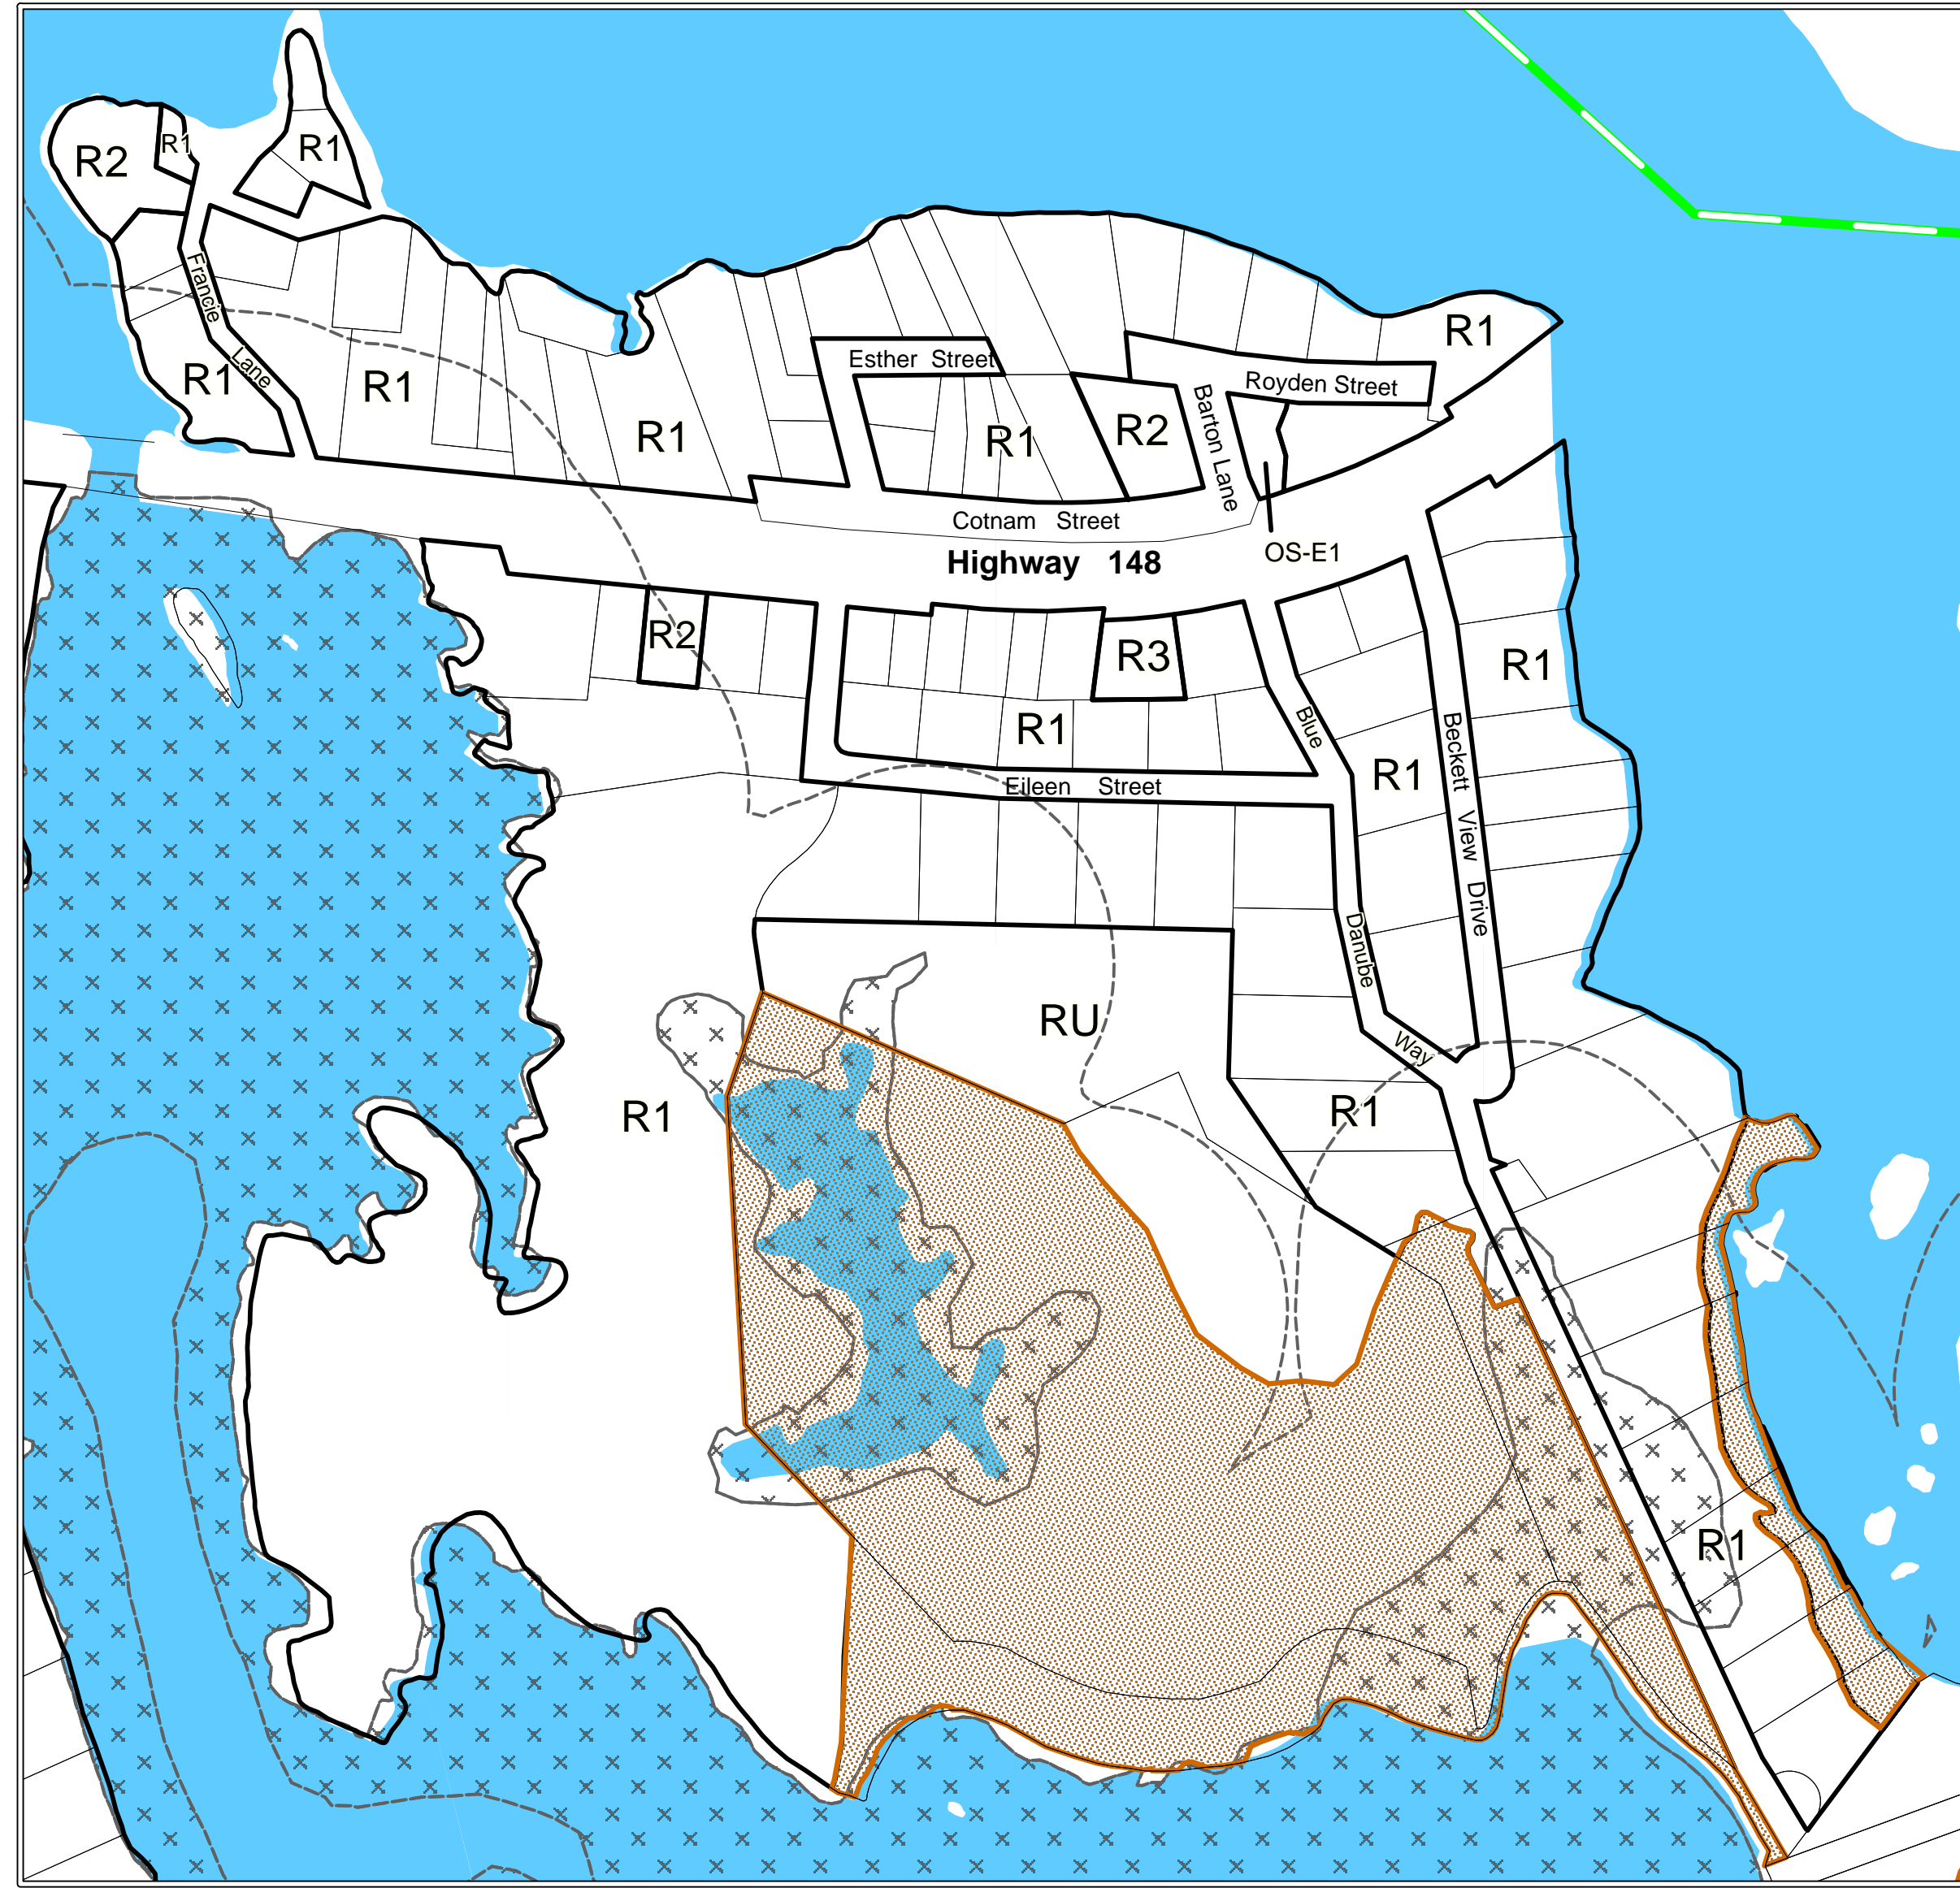 R2
R1
R1
Francie Lane
R1
R1
R1
Esther Street
R1
R2
Barton Lane
Royden Street
R1
Cotnam Street
Highway 148
OS-E1
R2
R3
R1
Eileen Street
Blue Danube Way
R1
Beckett View Drive
R1
RU
R1
R1
R1